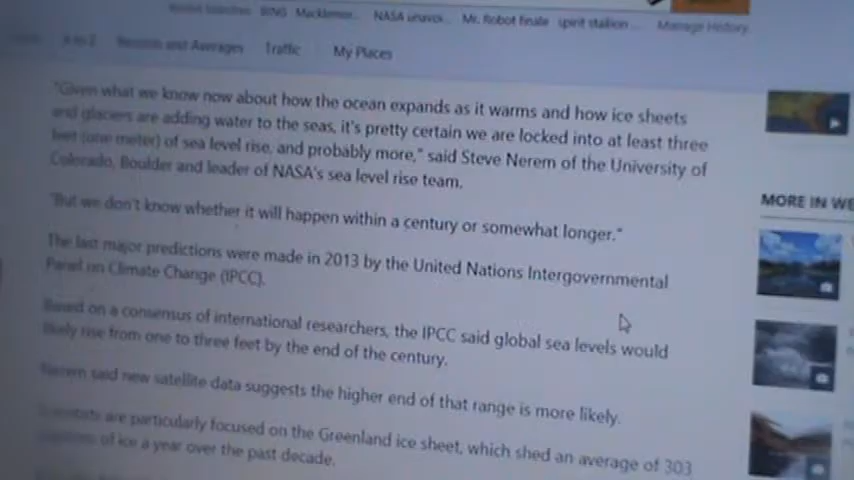 BING Macklemor... NASA unavoi... Mr. Robot finale spirit stallion ... Manage History
Records and Averages Traffic My Places
"Given what we know now about how the ocean expands as it warms and how ice sheets
and glaciers are adding water to the seas, it's pretty certain we are locked into at least three
feet (one meter) of sea level rise, and probably more," said Steve Nerem of the University of
Colorado, Boulder and leader of NASA's sea level rise team.
"But we don't know whether it will happen within a century or somewhat longer."
The last major predictions were made in 2013 by the United Nations Intergovernmental
Panel on Climate Change (IPCC).
Based on a consensus of international researchers, the IPCC said global sea levels would
likely rise from one to three feet by the end of the century.
Nerem said new satellite data suggests the higher end of that range is more likely.
Scientists are particularly focused on the Greenland ice sheet, which shed an average of 303
of ice a year over the past decade.
MORE IN WE